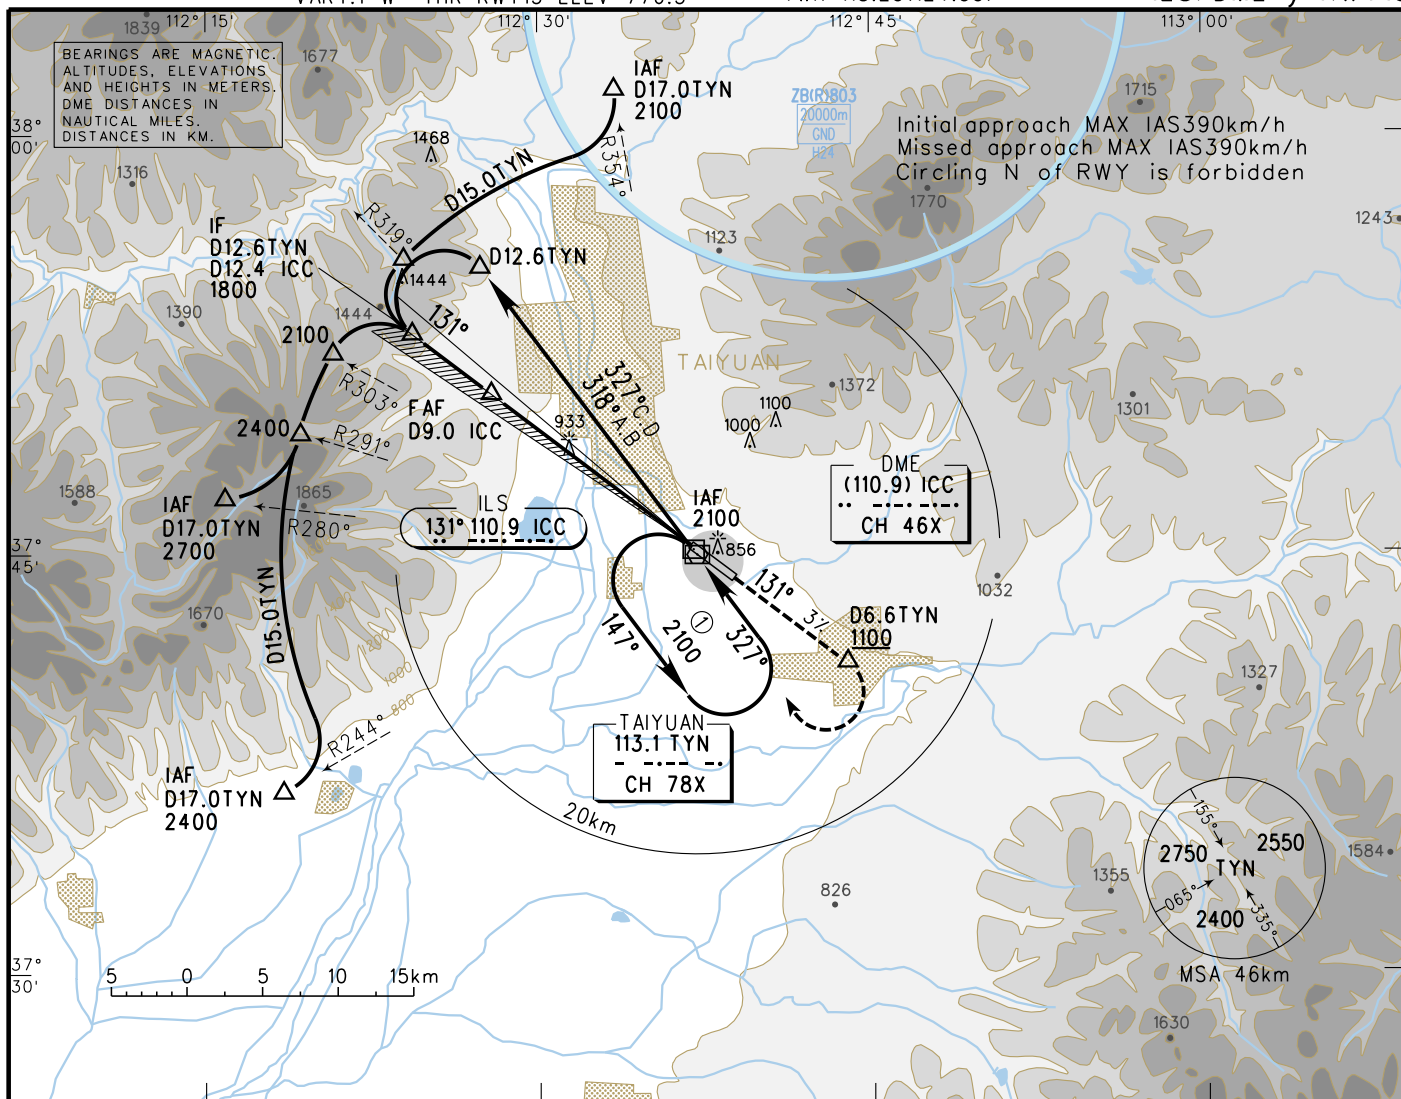 112°15'
112°30'
112°45'
113°00'
BEARINGS ARE MAGNETIC.
ALTITUDES, ELEVATIONS
AND HEIGHTS IN METERS.
DME DISTANCES IN
NAUTICAL MILES.
DISTANCES IN KM.
1839
1677
IAF
D17.0TYN
2100
ZB(R)803
20000m
GND
H24
1715
Initial approach MAX IAS390km/h
Missed approach MAX IAS390km/h
Circling N of RWY is forbidden
38°
00'
1468
1316
D15.0TYN
R354°
1770
1243
R319°
IF
D12.6TYN
D12.4 ICC
1800
1123
D12.6TYN
1444
1444
1390
131°
2100
TAIYUAN
R303°
327°C.D
318°A.B
1372
1301
FAF
D9.0 ICC
933
1100
1000
2400
R291°
DME
(110.9) ICC
CH 46X
1588
1865
IAF
D17.0TYN
2700
R280°
ILS
131° 110.9 ICC
IAF
2100
37°
45'
856
1032
131°
3%
D6.6TYN
1100
1670
D15.0TYN
1400
1200
1000
800
147°
1
2100
327°
1327
R244°
TAIYUAN
113.1 TYN
CH 78X
IAF
D17.0TYN
2400
20km
155°
2750
2550
TYN
065°
2400
335°
MSA 46km
1584
1355
826
37°
30'
5 0 5 10 15km
1630